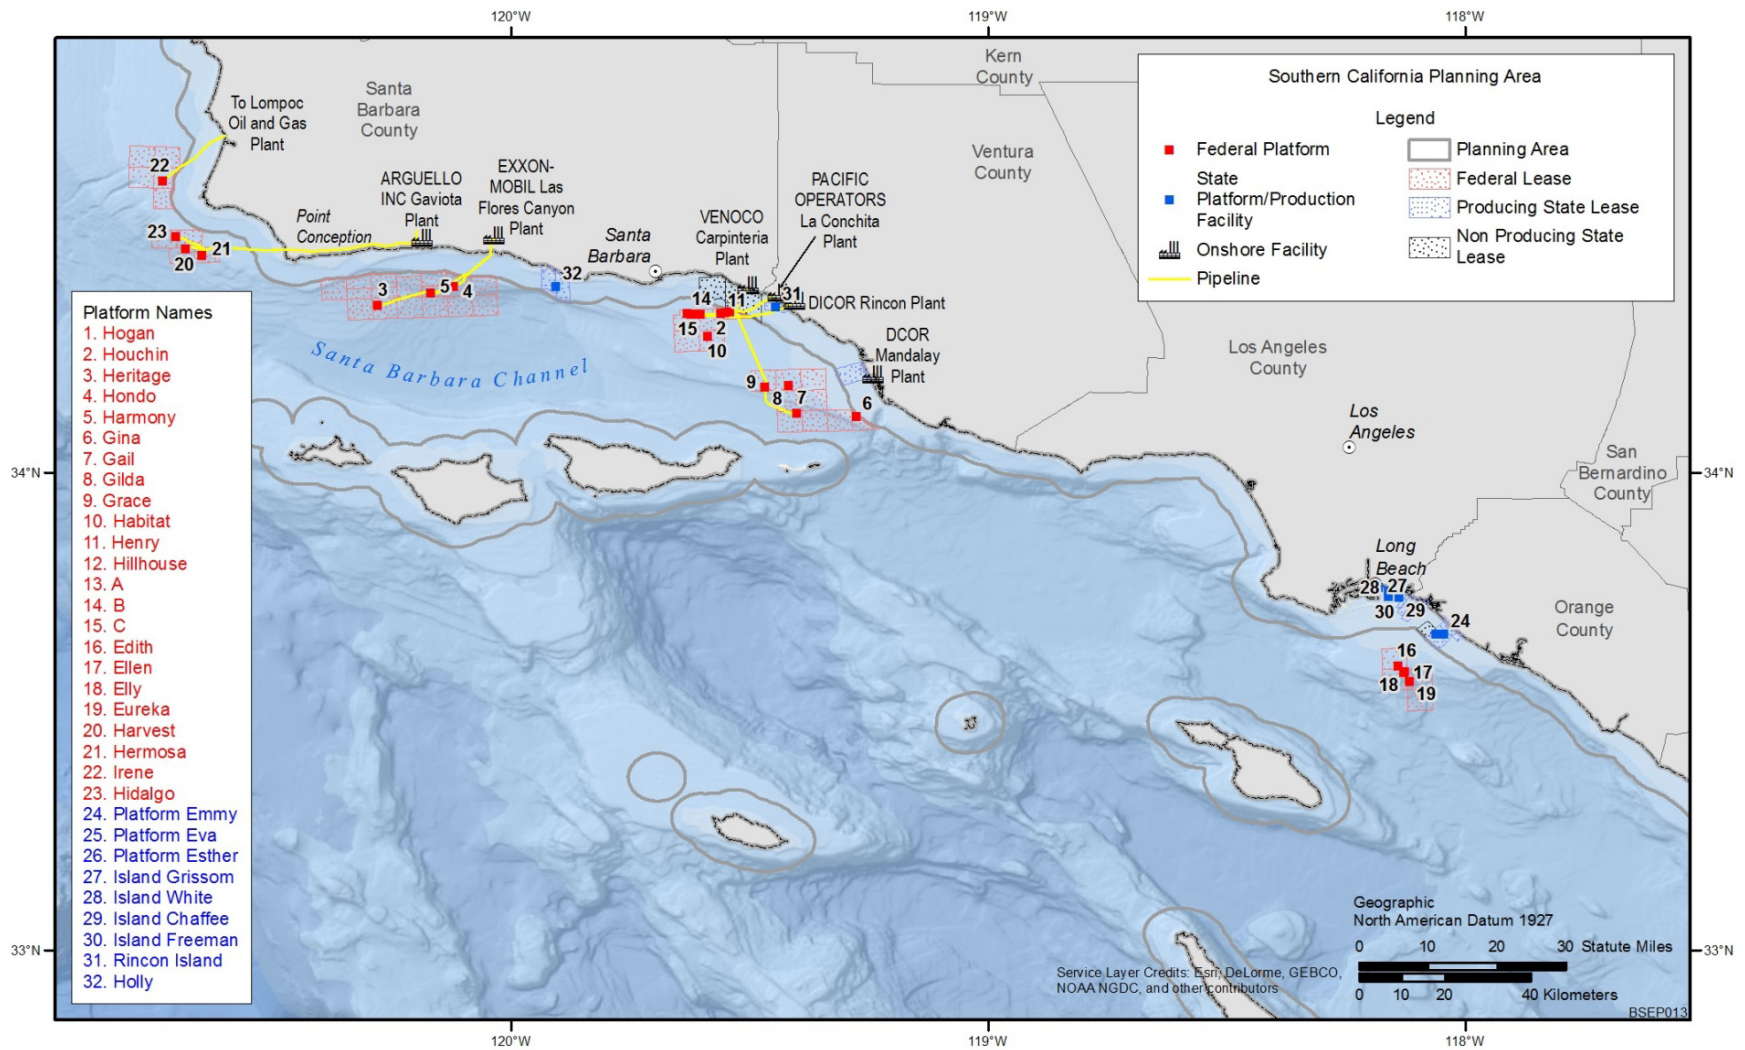 120°W
119°W
118°W
Kern
County
Southern California Planning Area
Legend
Federal Platform
State
Platform/Production
Facility
Onshore Facility
Pipeline
Planning Area
Federal Lease
Producing State Lease
Non Producing State
Lease
Santa
Barbara
County
To Lompoc
Oil and Gas
Plant
22
23
20
21
Point
Conception
ARGUELLO
INC Gaviota
Plant
EXXON-
MOBIL Las
Flores Canyon
Plant
Santa
Barbara
VENOCO
Carpinteria
Plant
PACIFIC
OPERATORS
La Conchita
Plant
Ventura
County
3
5
4
32
14
11
31
DICOR Rincon Plant
15
2
10
DCOR
Mandalay
Plant
9
8
7
6
Santa Barbara Channel
Los Angeles
County
Los
Angeles
San
Bernardino
County
34°N
34°N
Long
Beach
28
27
30
29
24
Orange
County
16
17
18
19
Platform Names
1. Hogan
2. Houchin
3. Heritage
4. Hondo
5. Harmony
6. Gina
7. Gail
8. Gilda
9. Grace
10. Habitat
11. Henry
12. Hillhouse
13. A
14. B
15. C
16. Edith
17. Ellen
18. Elly
19. Eureka
20. Harvest
21. Hermosa
22. Irene
23. Hidalgo
24. Platform Emmy
25. Platform Eva
26. Platform Esther
27. Island Grissom
28. Island White
29. Island Chaffee
30. Island Freeman
31. Rincon Island
32. Holly
33°N
33°N
Geographic
North American Datum 1927
0 10 20 30 Statute Miles
0 10 20 40 Kilometers
Service Layer Credits: Esri, DeLorme, GEBCO,
NOAA NGDC, and other contributors
BSEP013
120°W
119°W
118°W